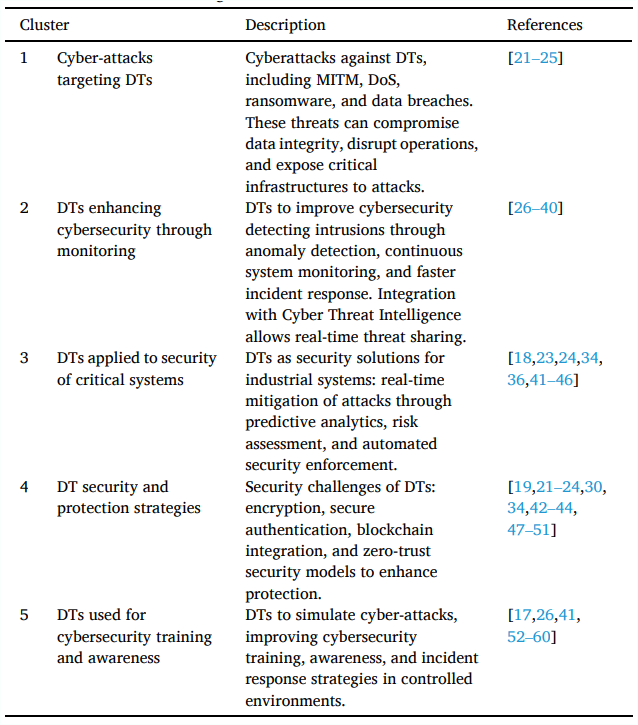 Cluster Description References
1 Cyber-attacks Cyberattacks against DTs, [21–25]
targeting DTs including MITM, DoS,
ransomware, and data breaches.
These threats can compromise
data integrity, disrupt operations,
and expose critical
infrastructures to attacks.
2 DTs enhancing DTs to improve cybersecurity [26–40]
cybersecurity through detecting intrusions through
monitoring anomaly detection, continuous
system monitoring, and faster
incident response. Integration
with Cyber Threat Intelligence
allows real-time threat sharing.
3 DTs applied to security DTs as security solutions for [18,23,24,34,
of critical systems industrial systems: real-time 36,41–46]
mitigation of attacks through
predictive analytics, risk
assessment, and automated
security enforcement.
4 DT security and Security challenges of DTs: [19,21–24,30,
protection strategies encryption, secure 34,42–44,
authentication, blockchain 47–51]
integration, and zero-trust
security models to enhance
protection.
5 DTs used for DTs to simulate cyber-attacks, [17,26,41,
cybersecurity training improving cybersecurity 52–60]
and awareness training, awareness, and incident
response strategies in controlled
environments.